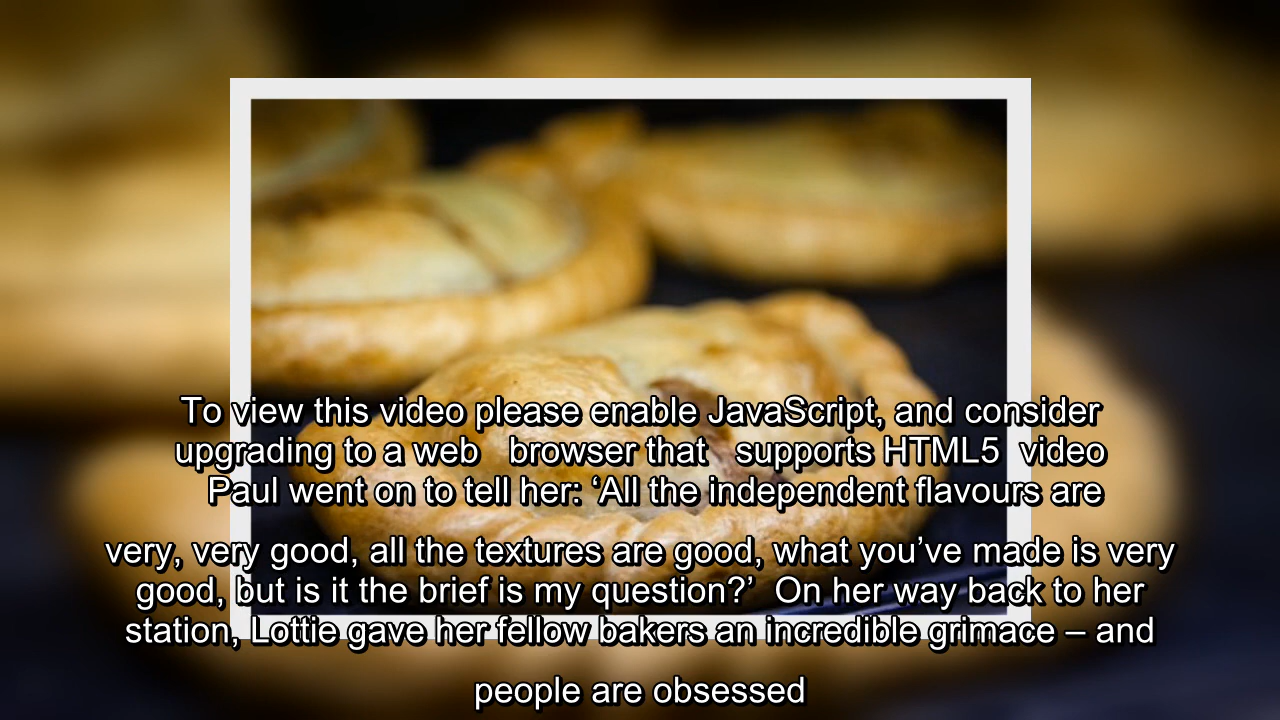 To view this video please enable JavaScript, and consider
upgrading to a web browser that supports HTML5 video
Paul went on to tell her: ‘All the independent flavours are
very, very good, all the textures are good, what you’ve made is very
good, but is it the brief is my question?’ On her way back to her
station, Lottie gave her fellow bakers an incredible grimace – and
people are obsessed